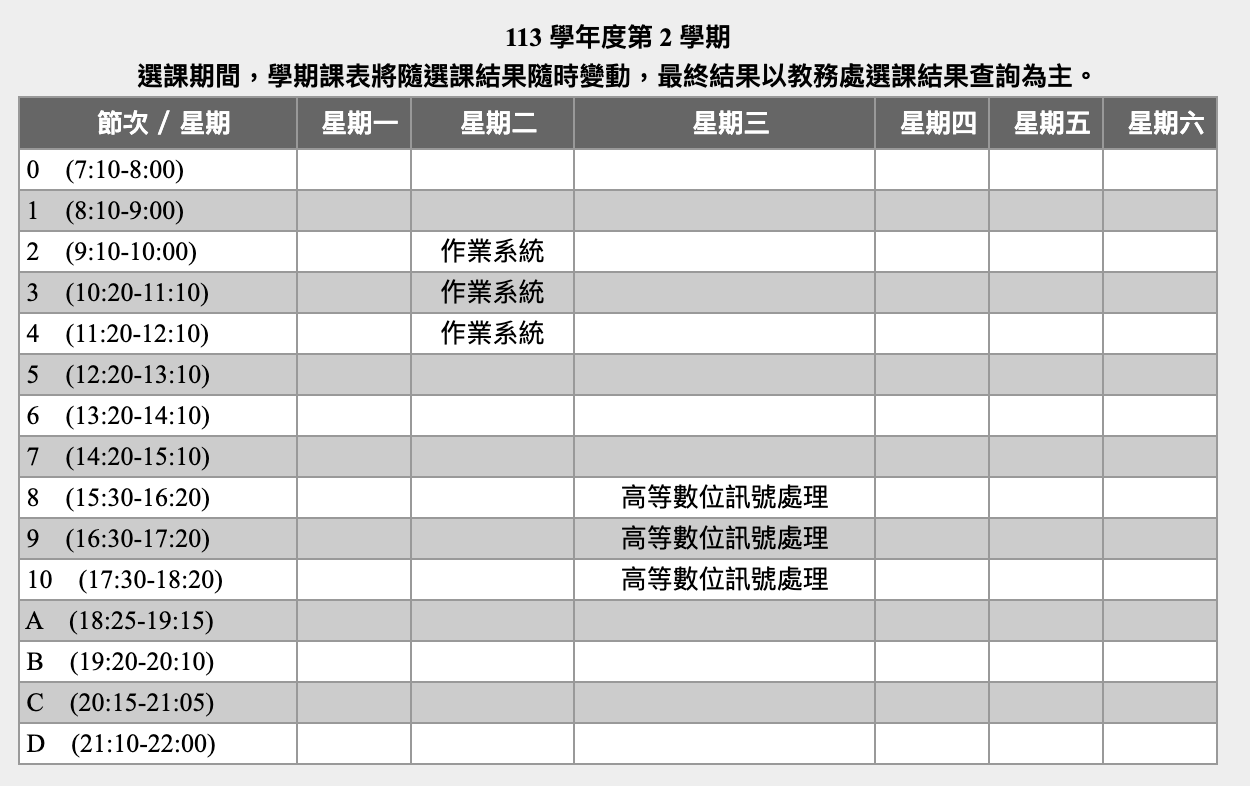 113 學年度第 2 學期
選課期間，學期課表將隨選課結果隨時變動，最終結果以教務處選課結果查詢為主。
節次 / 星期 星期一 星期二 星期三 星期四 星期五 星期六
0 (7:10-8:00)
1 (8:10-9:00)
2 (9:10-10:00) 作業系統
3 (10:20-11:10) 作業系統
4 (11:20-12:10) 作業系統
5 (12:20-13:10)
6 (13:20-14:10)
7 (14:20-15:10)
8 (15:30-16:20) 高等數位訊號處理
9 (16:30-17:20) 高等數位訊號處理
10 (17:30-18:20) 高等數位訊號處理
A (18:25-19:15)
B (19:20-20:10)
C (20:15-21:05)
D (21:10-22:00)